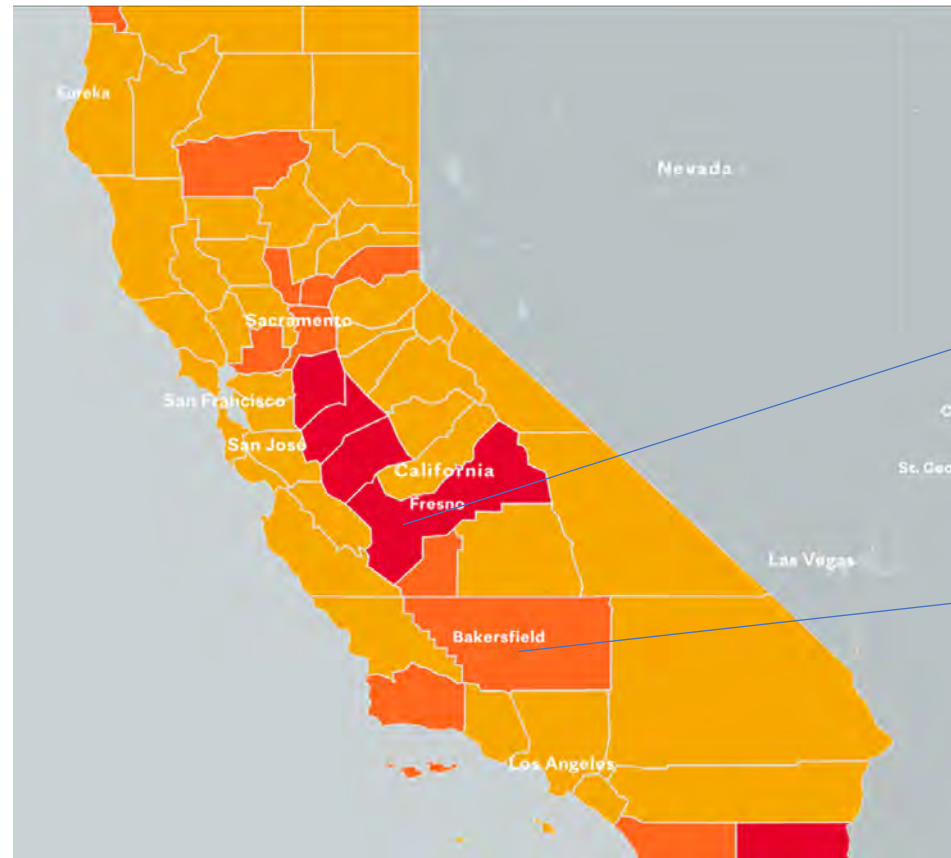 Eureka
Nevada
Sacramento
San Francisco
San José
California
St. Geo
Fresno
Las Vegas
Bakersfield
Los Angeles